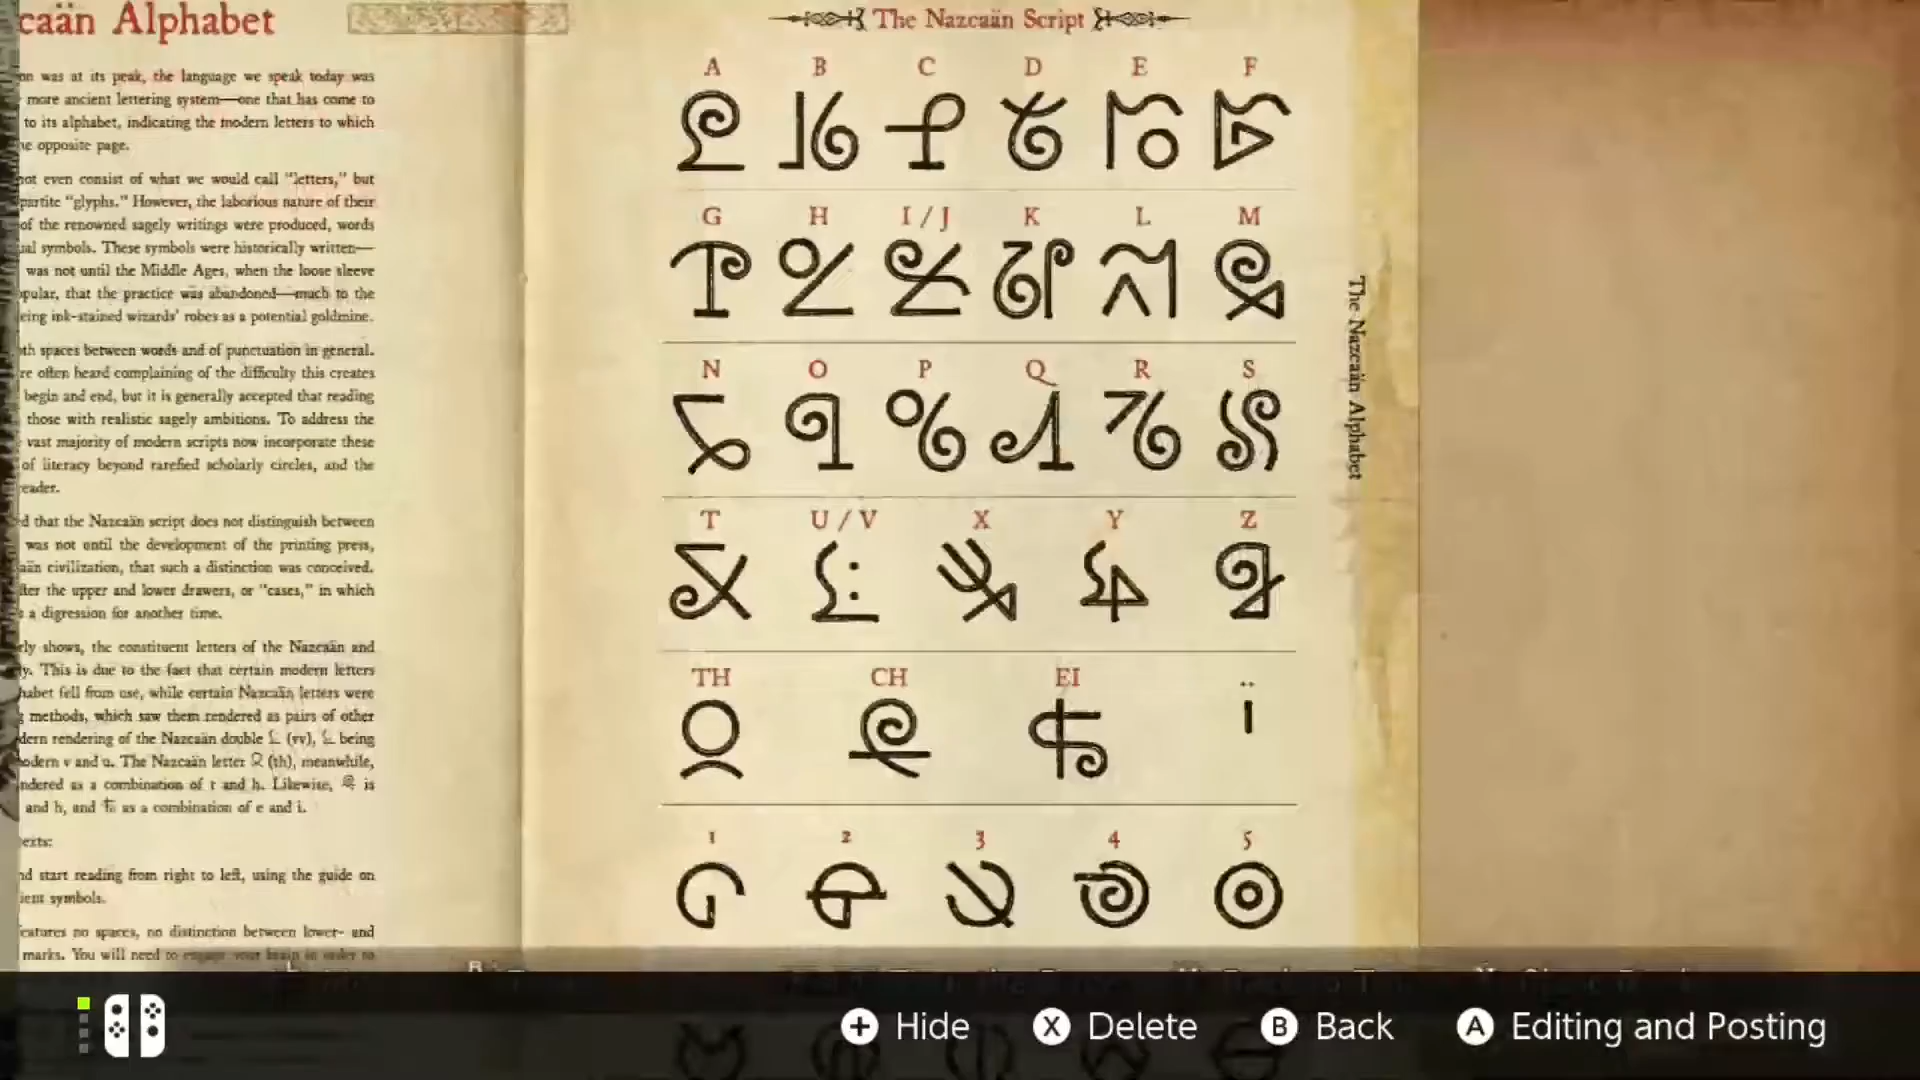 caän Alphabet
on was at its peak, the language we speak today was
more ancient lettering system—one that has come to
to its alphabet, indicating the modern letters to which
opposite page.
not even consist of what we would call "letters," but
partite "glyphs." However, the laborious nature of their
of the renowned sagely writings were produced, words
symbols. These symbols were historically written—
was not until the Middle Ages, when the loose sleeve
opular, that the practice was abandoned—much to the
eing ink-stained wizards' robes as a potential goldmine.
th spaces between words and of punctuation in general.
re often heard complaining of the difficulty this creates
begin and end, but it is generally accepted that reading
those with realistic sagely ambitions. To address the
vast majority of modern scripts now incorporate these
of literacy beyond rarefied scholarly circles, and the
eader.
d that the Nazcaän script does not distinguish between
was not until the development of the printing press,
aän civilization, that such a distinction was conceived.
fter the upper and lower drawers, or "cases," in which
a digression for another time.
ely shows, the constituent letters of the Nazcaän and
y. This is due to the fact that certain modern letters
habet fell from use, while certain Nazcaän letters were
methods, which saw them rendered as pairs of other
dern rendering of the Nazcaän double (vv), being
odern v and u. The Nazcaän letter (th), meanwhile,
ndered as a combination of t and h. Likewise, is
and h, and as a combination of e and i.
exts:
nd start reading from right to left, using the guide on
ient symbols.
eatures no spaces, no distinction between lower- and
marks. You will need to engage your brain in order to
The Nazcaän Script
A B C D E F
G H I/J K L M
N O P Q R S
T U/V X Y Z
TH CH EI ¨
1 2 3 4 5
The Nazcaän Alphabet
+ Hide X Delete B Back A Editing and Posting